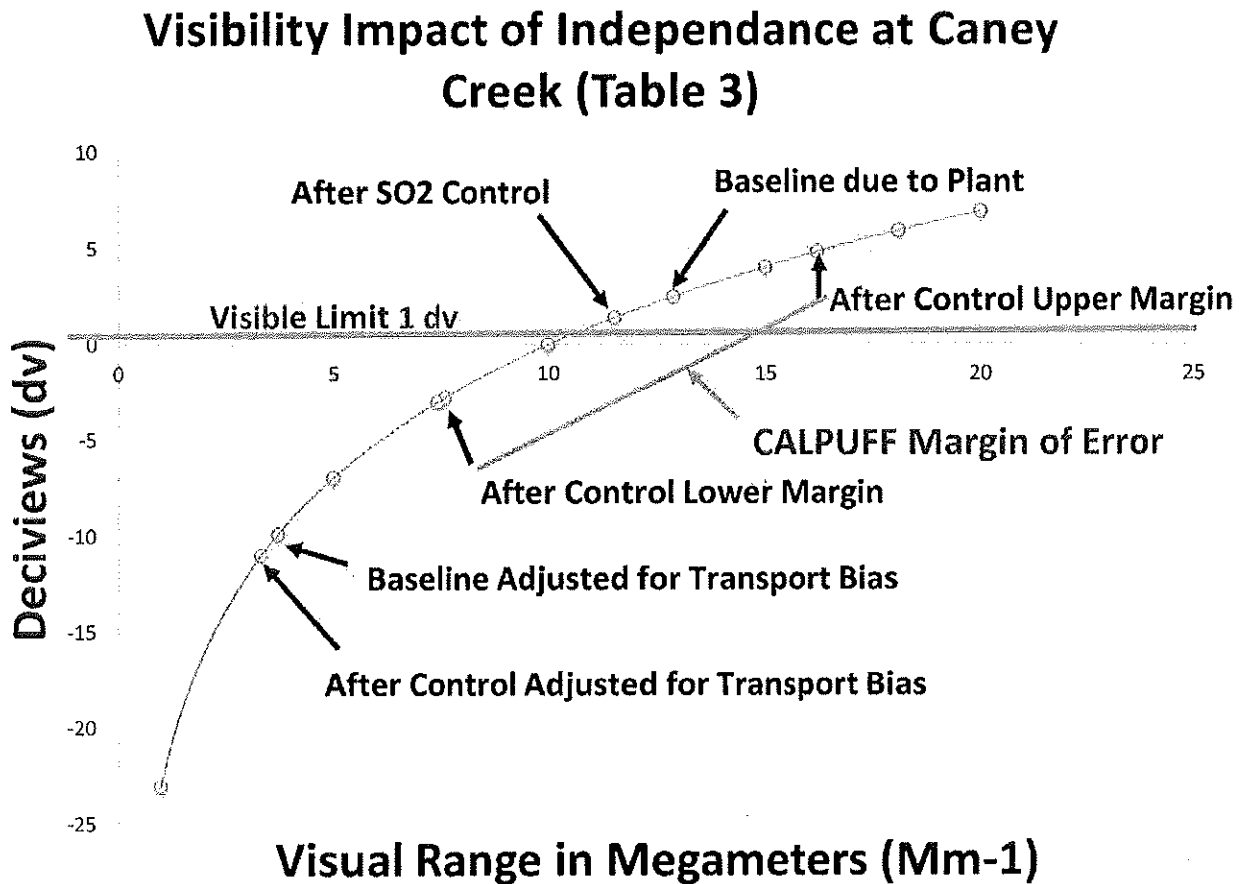 Visibility Impact of Independance at Caney
Creek (Table 3)
10
5
0
-5
-10
-15
-20
-25
0
5
10
15
20
25
After SO2 Control
Baseline due to Plant
Visible Limit 1 dv
After Control Upper Margin
CALPUFF Margin of Error
After Control Lower Margin
Baseline Adjusted for Transport Bias
After Control Adjusted for Transport Bias
Deciviews (dv)
Visual Range in Megameters (Mm-1)